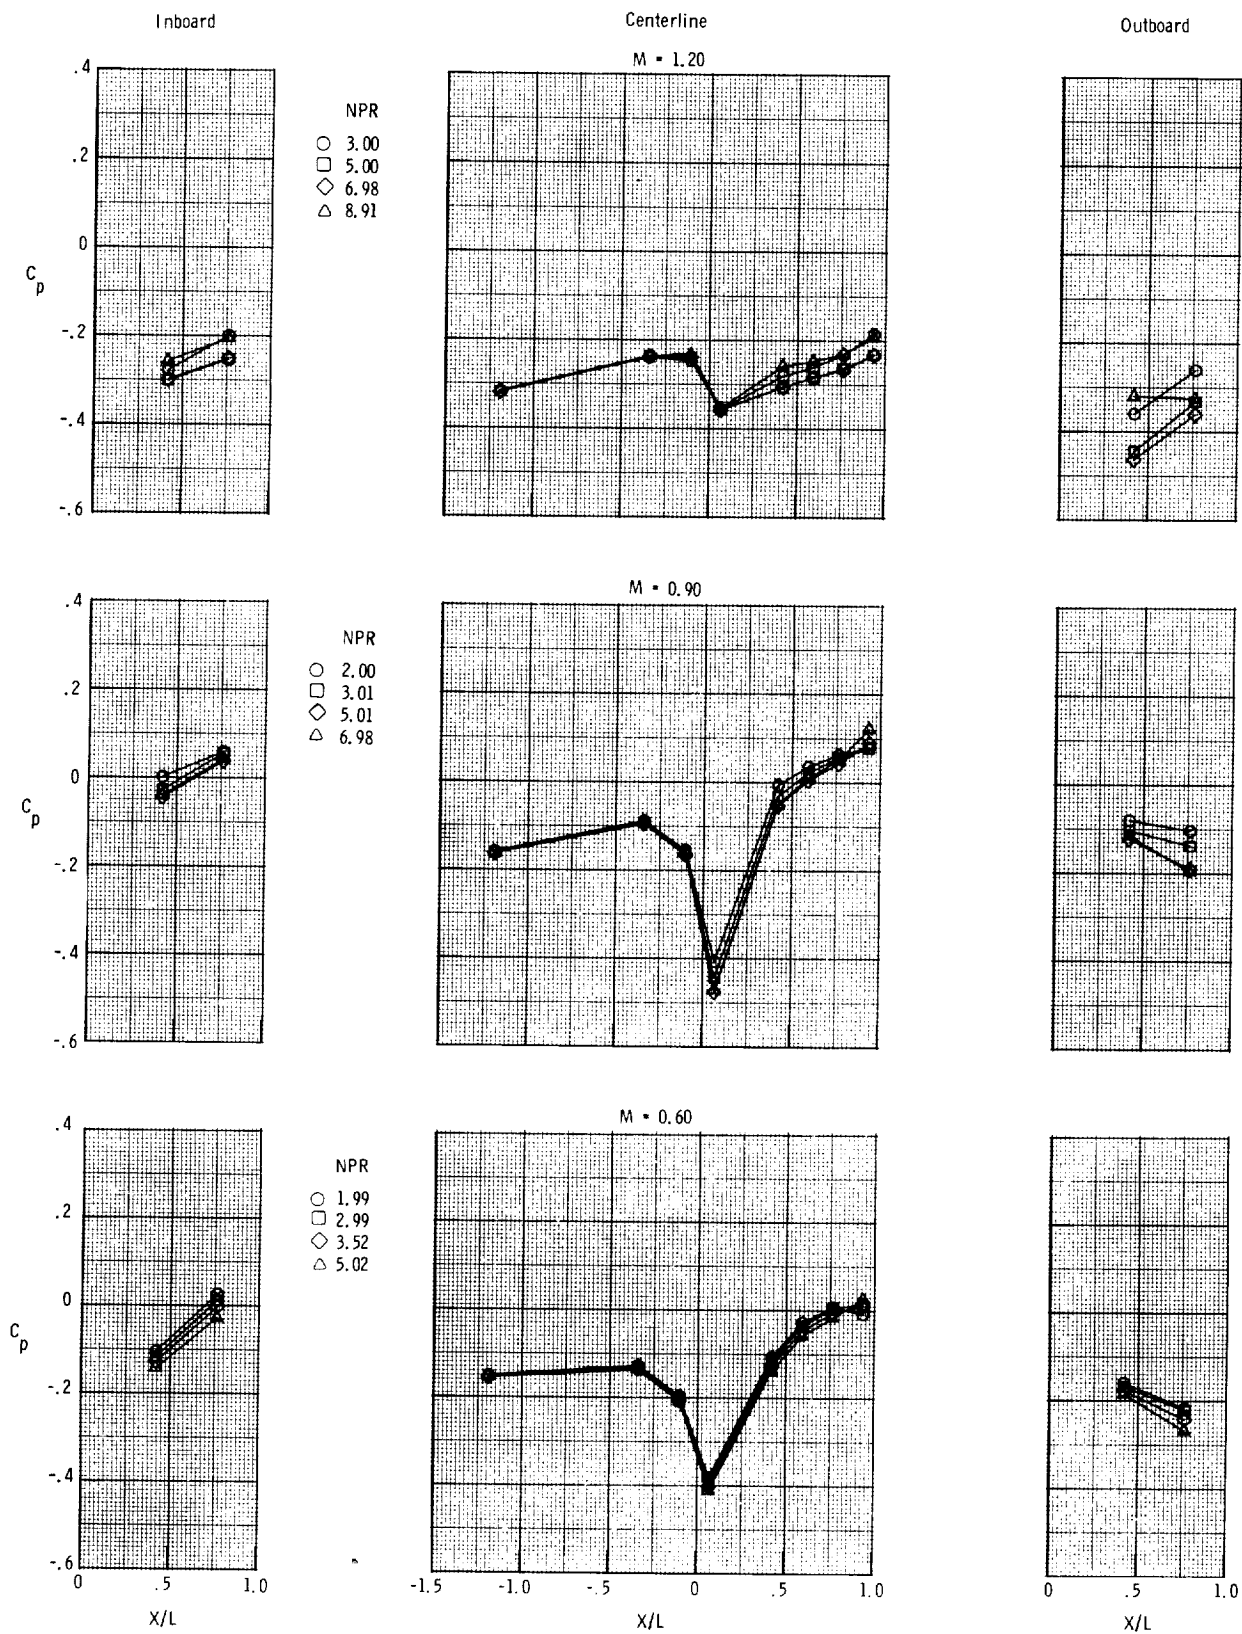 Inboard
Centerline
Outboard
M = 1.20
.4
.2
0
-.2
-.4
-.6
C
p
NPR
3.00
5.00
6.98
8.91
M = 0.90
.4
.2
0
-.2
-.4
-.6
C
p
NPR
2.00
3.01
5.01
6.98
M = 0.60
.4
.2
0
-.2
-.4
-.6
C
p
NPR
1.99
2.99
3.52
5.02
0 .5 1.0
X/L
-1.5 -1.0 -.5 0 .5 1.0
X/L
0 .5 1.0
X/L